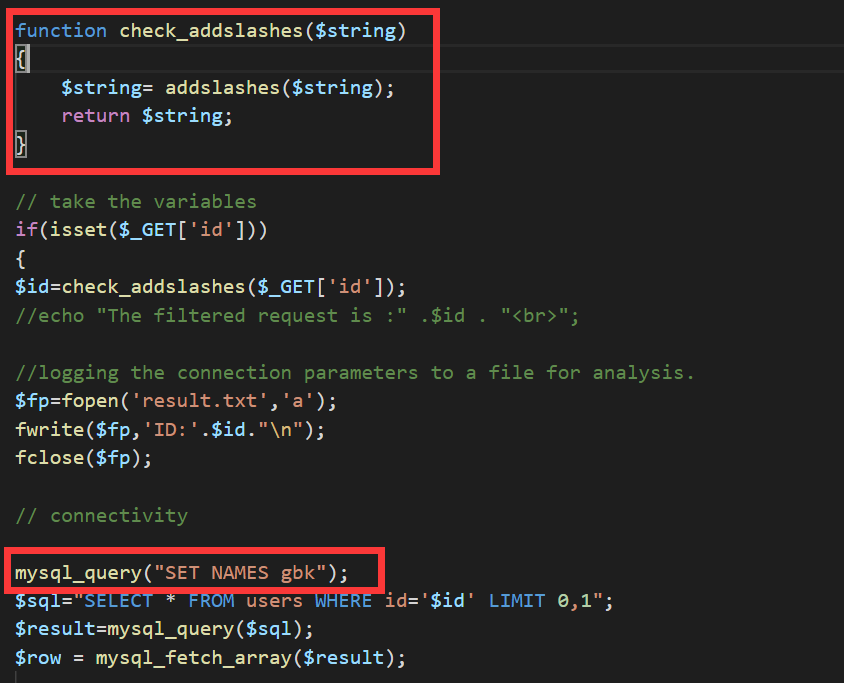 function check_addslashes($string)
{
    $string= addslashes($string);
    return $string;
}
// take the variables
if(isset($_GET['id']))
{
$id=check_addslashes($_GET['id']);
//echo "The filtered request is :" .$id . "<br>";
//logging the connection parameters to a file for analysis.
$fp=fopen('result.txt','a');
fwrite($fp,'ID:'.$id."\n");
fclose($fp);
// connectivity
mysql_query("SET NAMES gbk");
$sql="SELECT * FROM users WHERE id='$id' LIMIT 0,1";
$result=mysql_query($sql);
$row = mysql_fetch_array($result);